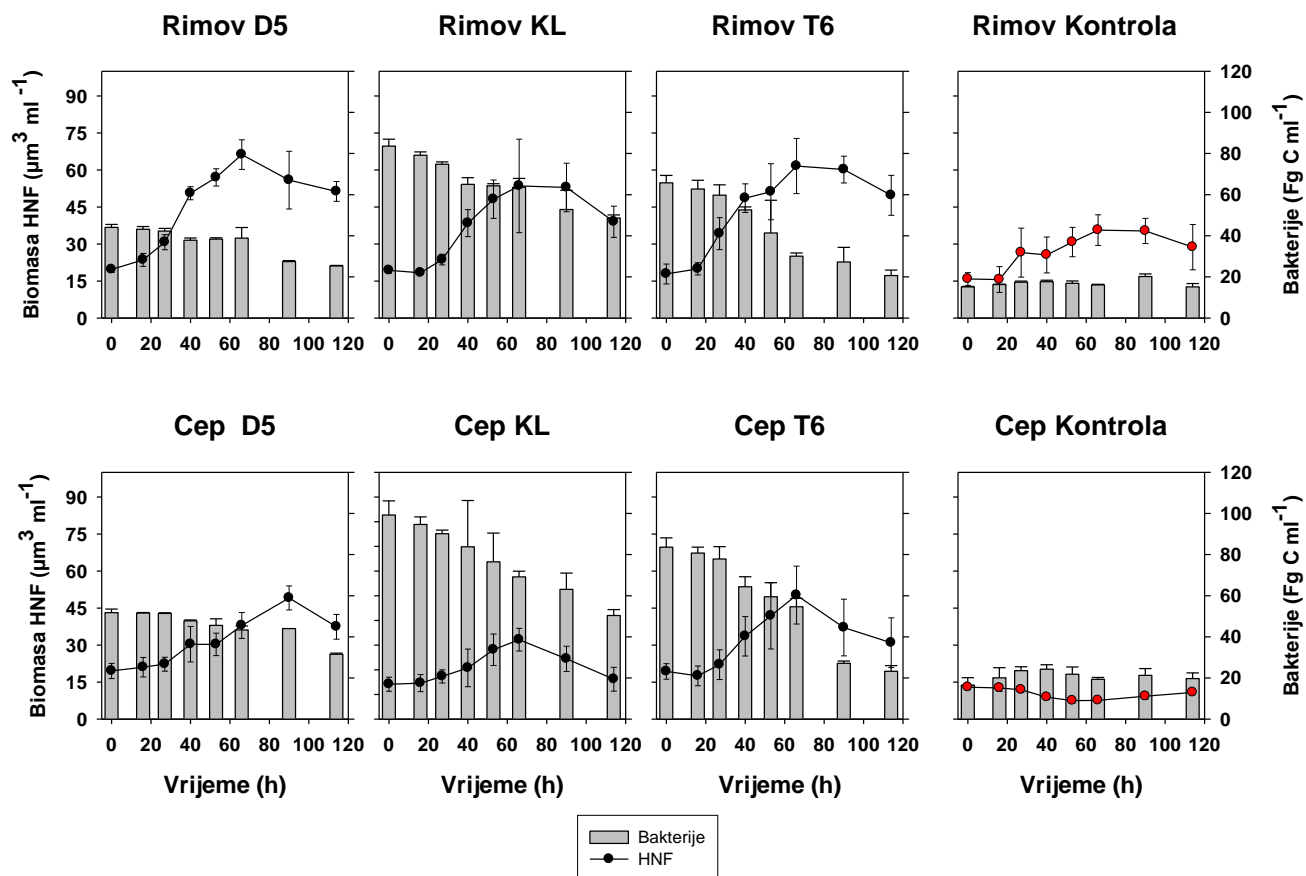 Rimov D5 Rimov KL Rimov T6 Rimov Kontrola
Biomasa HNF (µm³ ml⁻¹)
90
75
60
45
30
15
0
120
100
80
60
40
20
0
Bakterije (Fg C ml⁻¹)
0 20 40 60 80 100 120 0 20 40 60 80 100 120 0 20 40 60 80 100 120 0 20 40 60 80 100 120
Cep D5 Cep KL Cep T6 Cep Kontrola
Biomasa HNF (µm³ ml⁻¹)
90
75
60
45
30
15
0
120
100
80
60
40
20
0
Bakterije (Fg C ml⁻¹)
0 20 40 60 80 100 120 0 20 40 60 80 100 120 0 20 40 60 80 100 120 0 20 40 60 80 100 120
Vrijeme (h) Vrijeme (h) Vrijeme (h) Vrijeme (h)
Bakterije
HNF